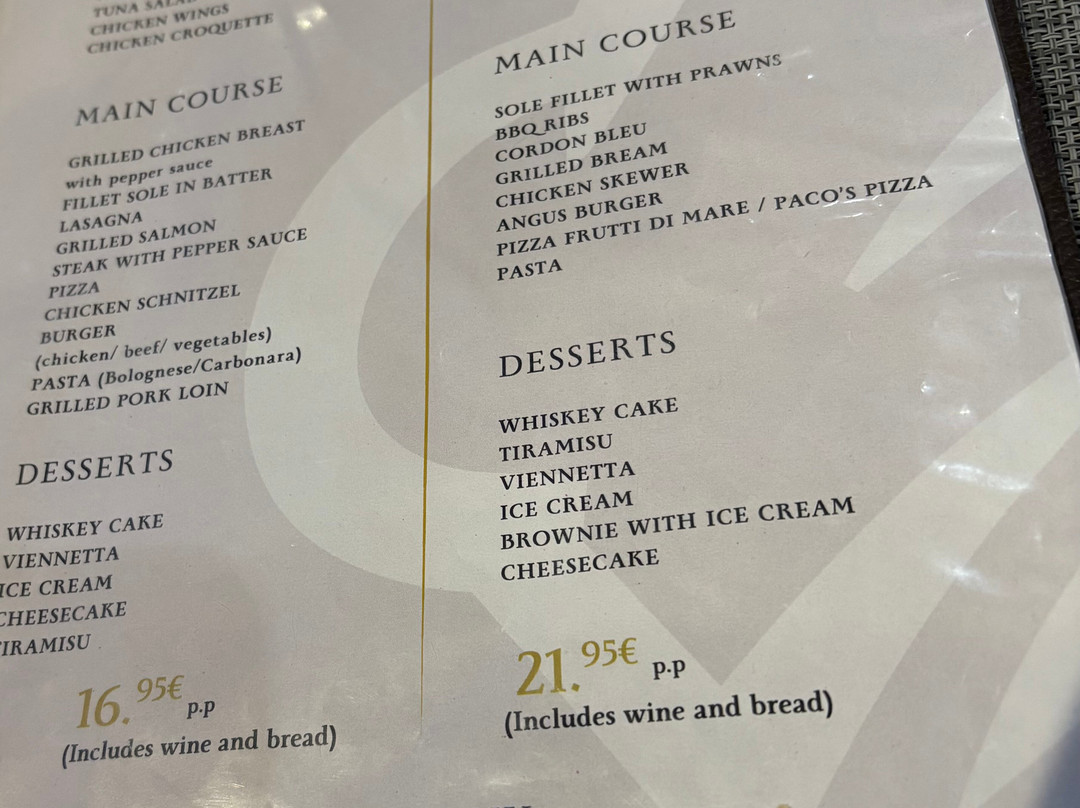 TUNA SALAD
CHICKEN WINGS
CHICKEN CROQUETTE
MAIN COURSE
GRILLED CHICKEN BREAST
with pepper sauce
FILLET SOLE IN BATTER
LASAGNA
GRILLED SALMON
STEAK WITH PEPPER SAUCE
PIZZA
CHICKEN SCHNITZEL
BURGER
(chicken/ beef/ vegetables)
PASTA (Bolognese/Carbonara)
GRILLED PORK LOIN
DESSERTS
WHISKEY CAKE
VIENNETTA
ICE CREAM
CHEESECAKE
TIRAMISU
16.95€ p.p
(Includes wine and bread)
MAIN COURSE
SOLE FILLET WITH PRAWNS
BBQ RIBS
CORDON BLEU
GRILLED BREAM
CHICKEN SKEWER
ANGUS BURGER
PIZZA FRUTTI DI MARE / PACO'S PIZZA
PASTA
DESSERTS
WHISKEY CAKE
TIRAMISU
VIENNETTA
ICE CREAM
BROWNIE WITH ICE CREAM
CHEESECAKE
21.95€ p.p
(Includes wine and bread)